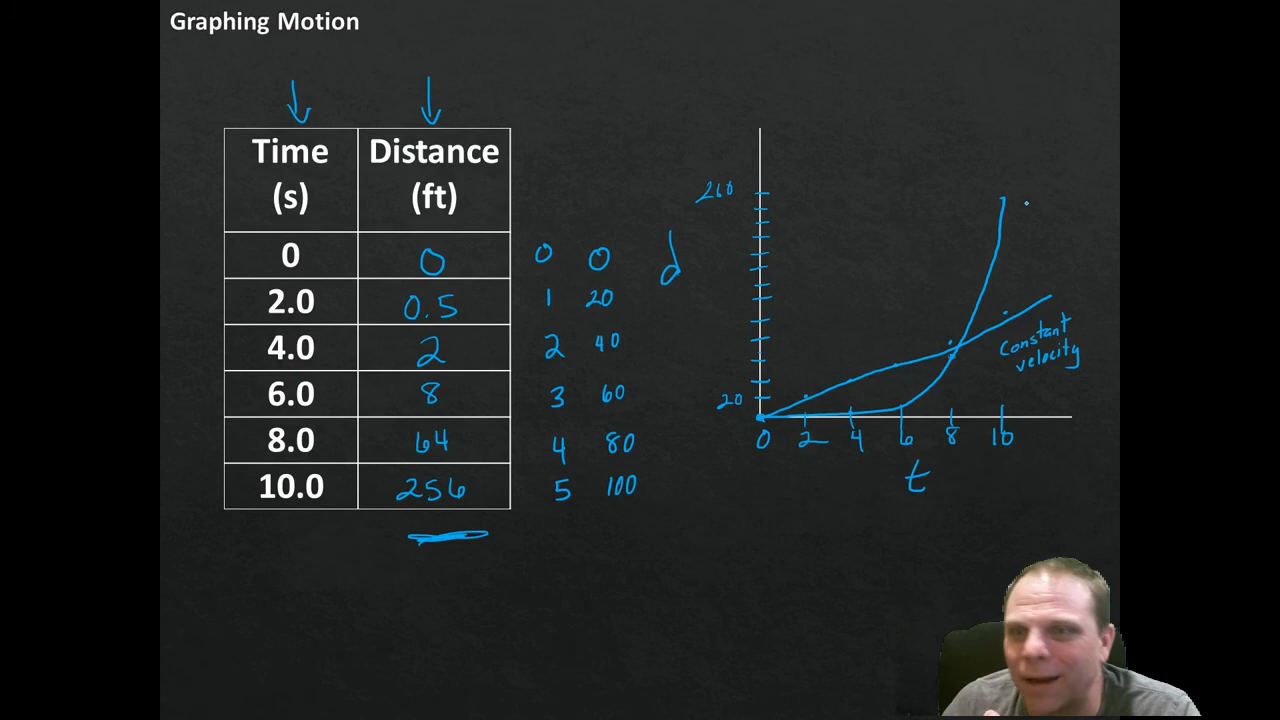 Graphing Motion
Time (s) Distance (ft)
0 0 0 0
2.0 0.5 1 20
4.0 2 2 40
6.0 8 3 60
8.0 64 4 80
10.0 256 5 100
260
d
20
0 2 4 6 8 10
t
Constant
velocity